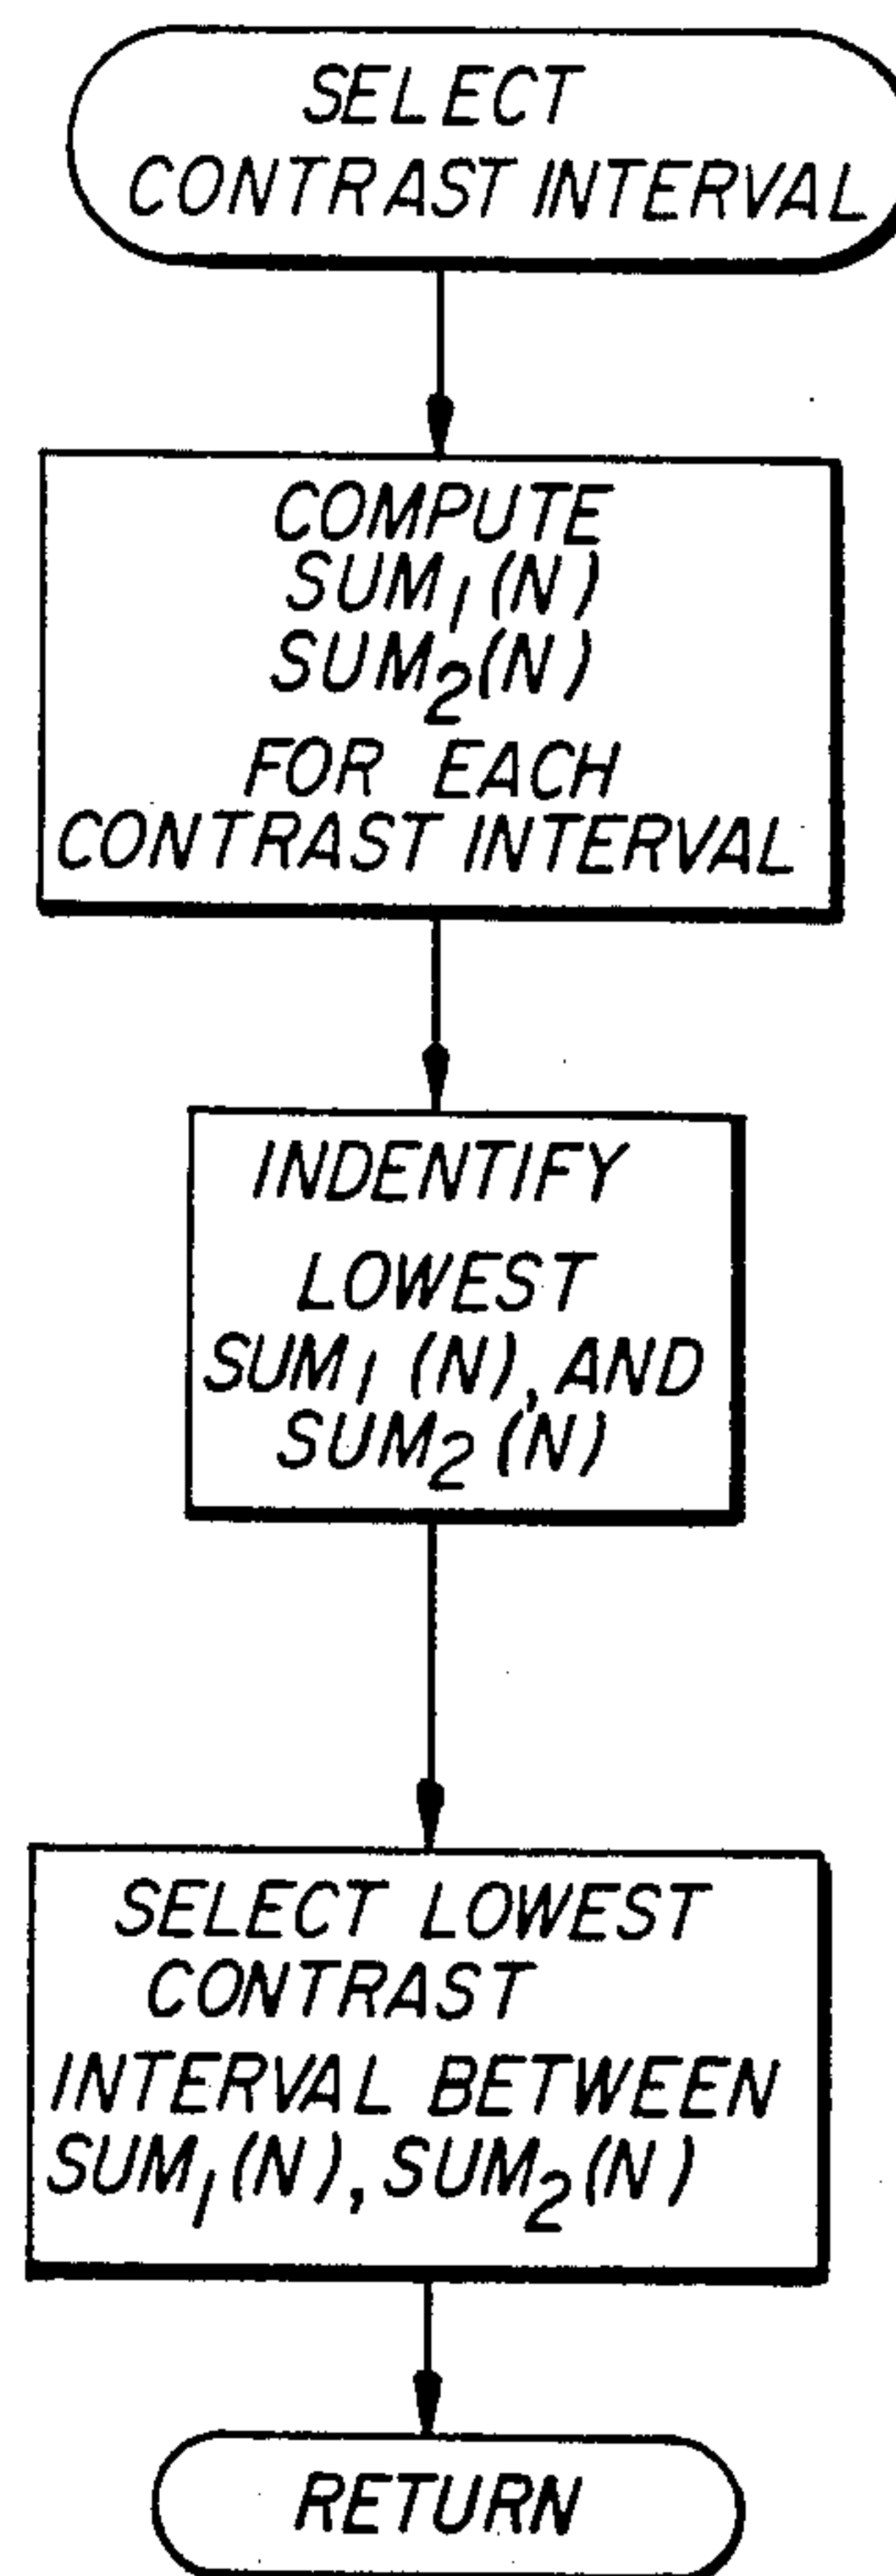 SELECT
CONTRAST INTERVAL
COMPUTE
SUM₁(N)
SUM₂(N)
FOR EACH
CONTRAST INTERVAL
INDENTIFY
LOWEST
SUM₁(N), AND
SUM₂(N)
SELECT LOWEST
CONTRAST
INTERVAL BETWEEN
SUM₁(N), SUM₂(N)
RETURN